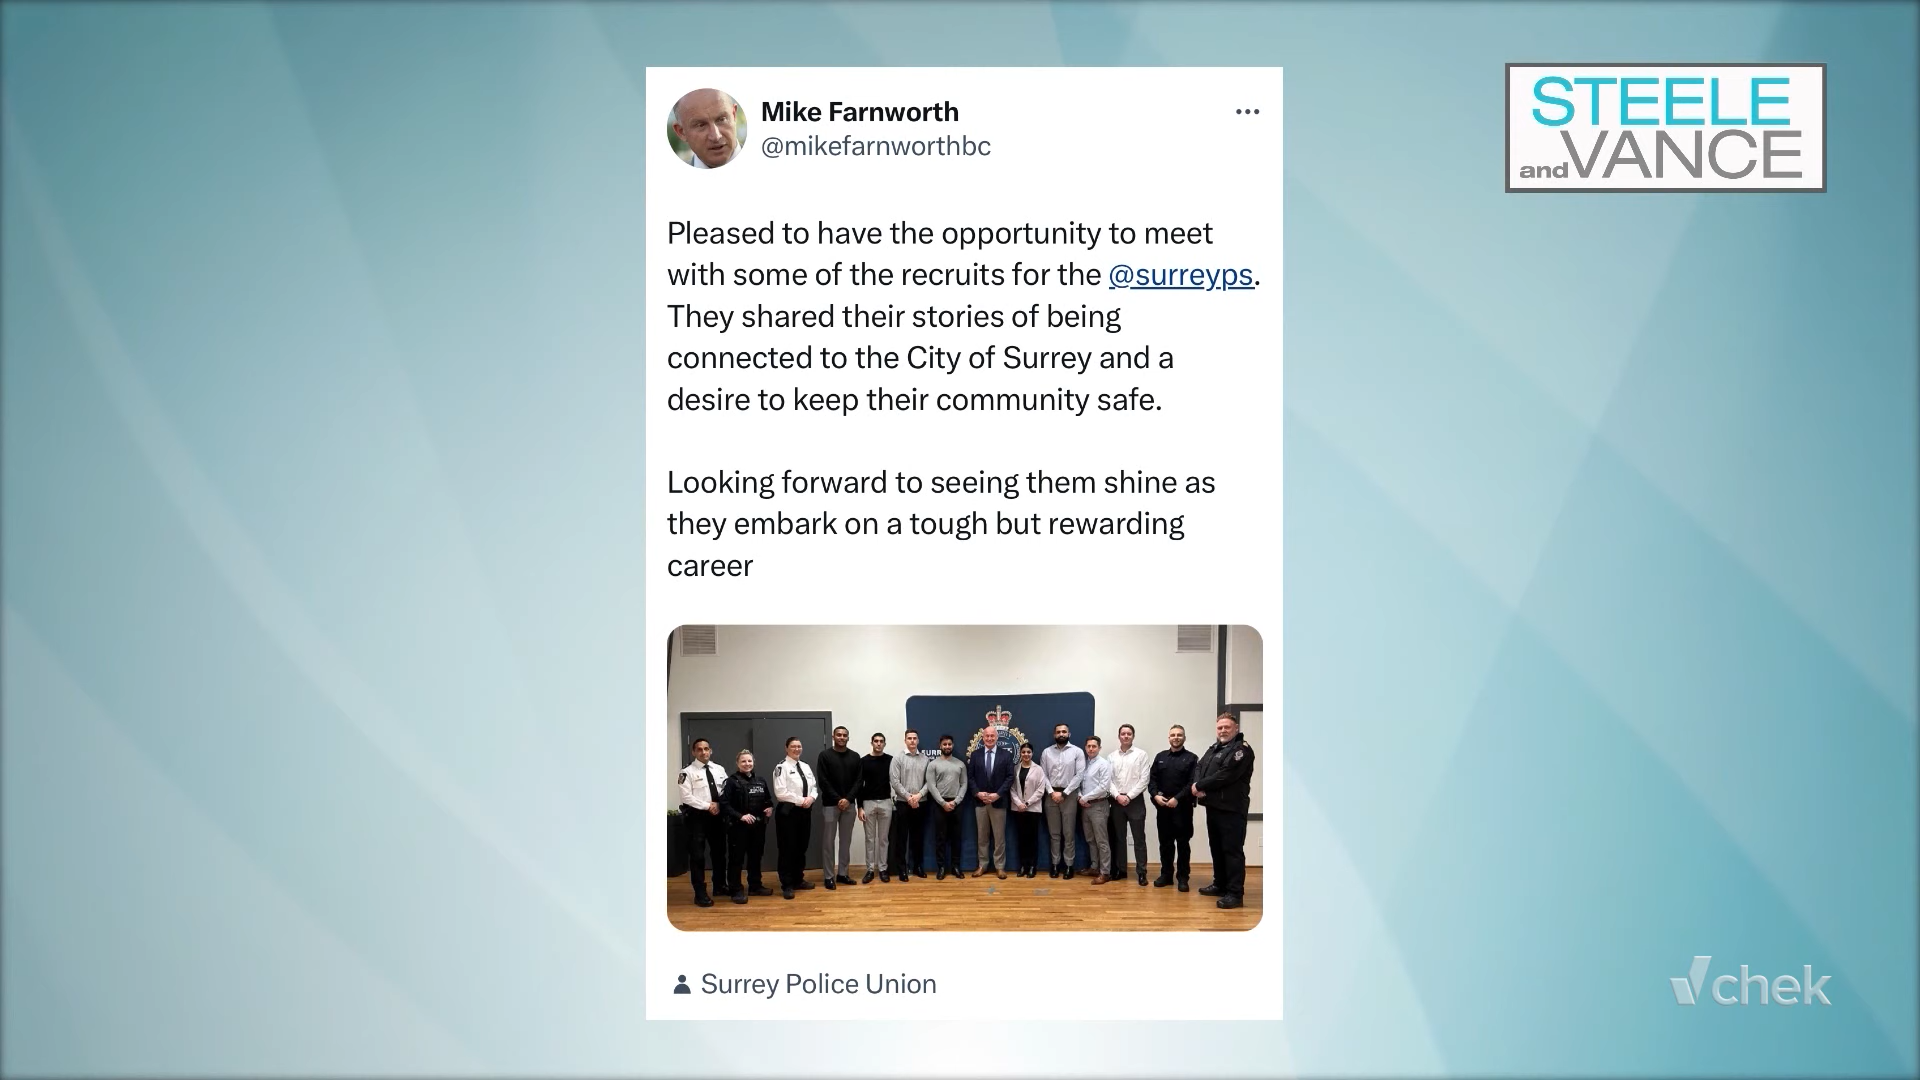 Mike Farnworth
@mikefarnworthbc
STEELE
andVANCE
Pleased to have the opportunity to meet
with some of the recruits for the @surreyps.
They shared their stories of being
connected to the City of Surrey and a
desire to keep their community safe.
Looking forward to seeing them shine as
they embark on a tough but rewarding
career
Surrey Police Union
chek